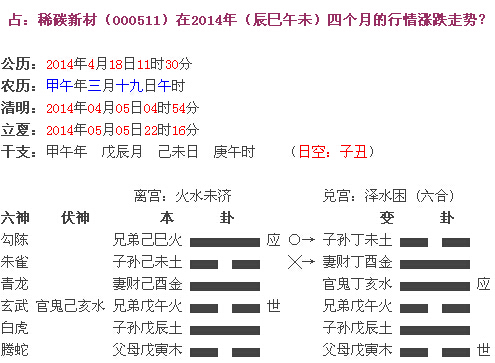 占：稀碳新材（000511）在2014年（辰巳午未）四个月的行情涨跌走势？
公历：2014年4月18日11时30分
农历：甲午年三月十九日午时
清明：2014年04月05日04时54分
立夏：2014年05月05日22时16分
干支：甲午年 戊辰月 己未日 庚午时 （日空：子丑）
离宫：火水未济 兑宫：泽水困 (六合)
六神 伏神 本 卦 变 卦
勾陈 兄弟己巳火 应 ○→ 子孙丁未土
朱雀 子孙己未土 ╳→ 妻财丁酉金
青龙 妻财己酉金 官鬼丁亥水 应
玄武 官鬼己亥水 兄弟戊午火 世 兄弟戊午火
白虎 子孙戊辰土 子孙戊辰土
腾蛇 父母戊寅木 父母戊寅木 世